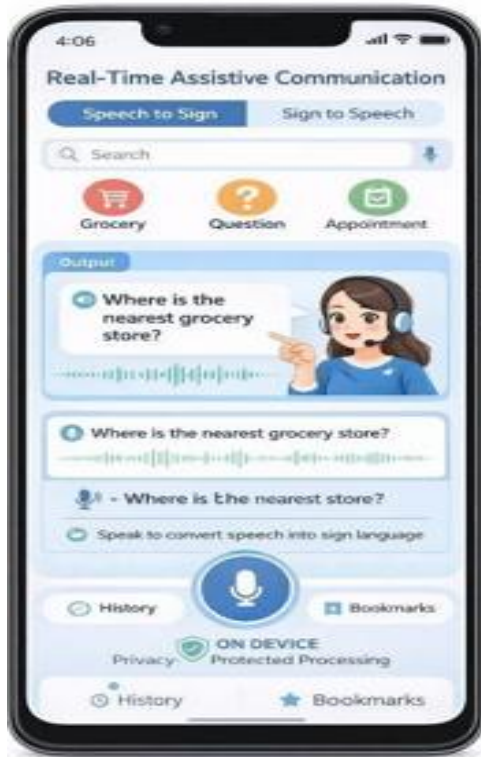 4:06
Real-Time Assistive Communication
Speech to Sign Sign to Speech
Search
Grocery Question Appointment
Output
Where is the
nearest grocery
store?
Where is the nearest grocery store?
- Where is the nearest store?
Speak to convert speech into sign language
History Bookmarks
ON DEVICE
Privacy Protected Processing
History Bookmarks